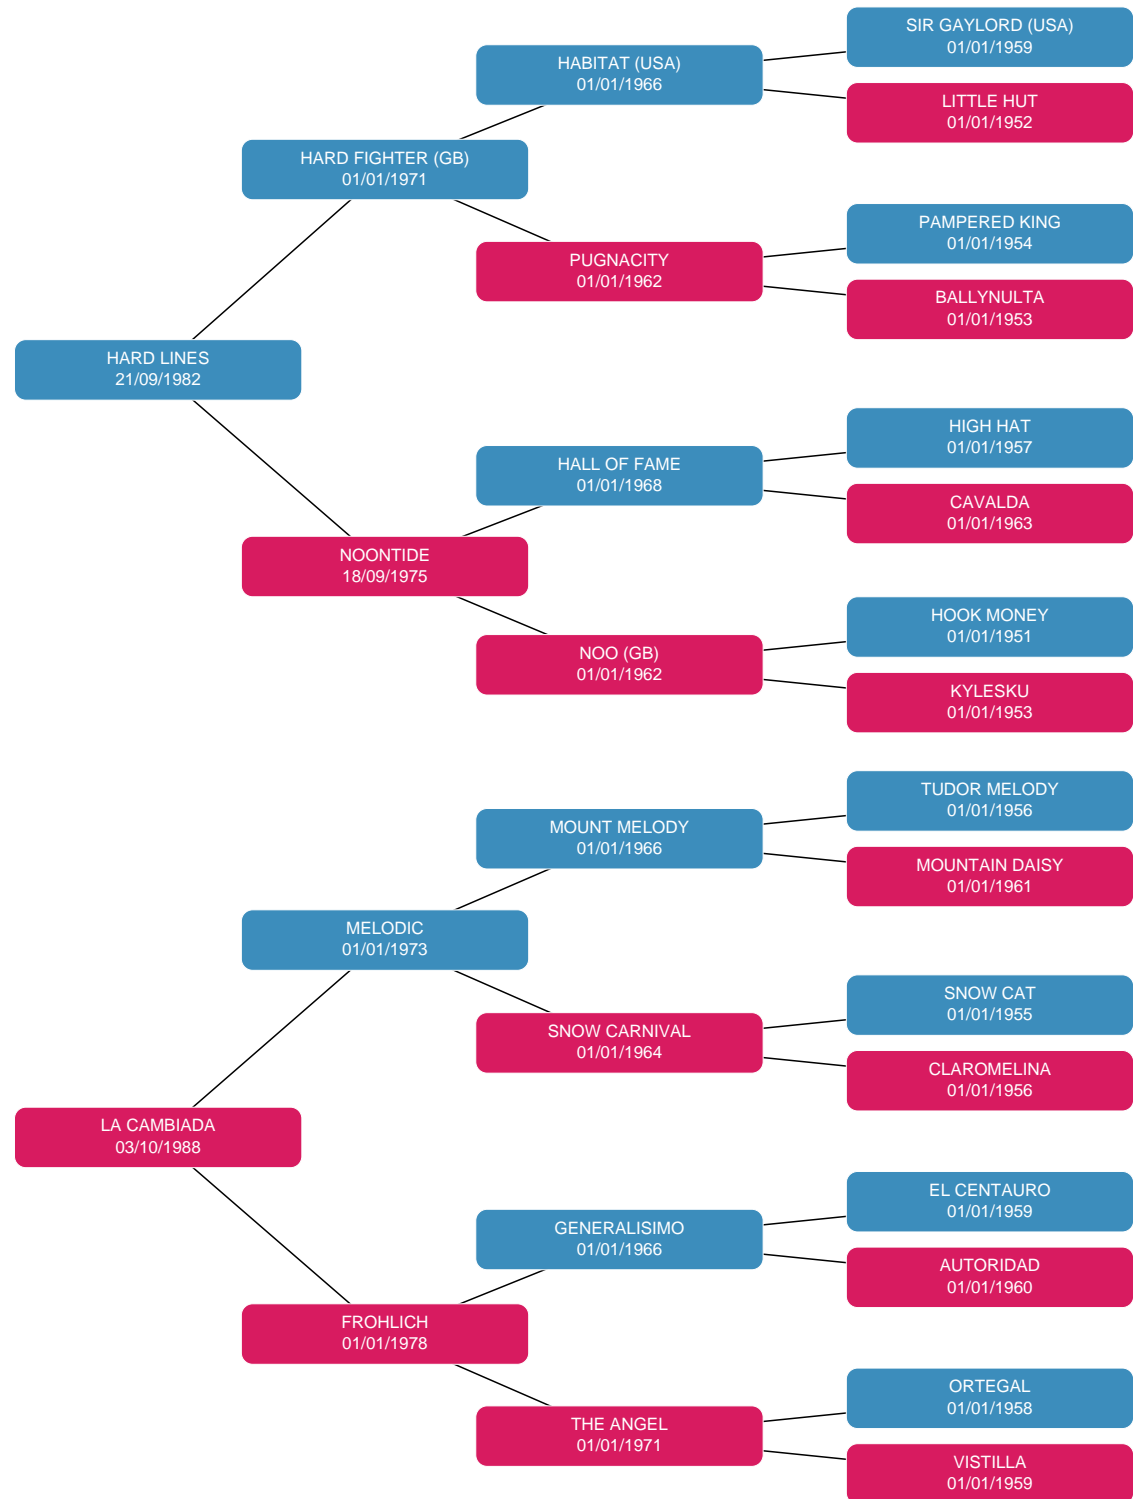 SIR GAYLORD (USA)
01/01/1959
HABITAT (USA)
01/01/1966
LITTLE HUT
01/01/1952
HARD FIGHTER (GB)
01/01/1971
PAMPERED KING
01/01/1954
PUGNACITY
01/01/1962
BALLYNULTA
01/01/1953
HARD LINES
21/09/1982
HIGH HAT
01/01/1957
HALL OF FAME
01/01/1968
CAVALDA
01/01/1963
NOONTIDE
18/09/1975
HOOK MONEY
01/01/1951
NOO (GB)
01/01/1962
KYLESKU
01/01/1953
TUDOR MELODY
01/01/1956
MOUNT MELODY
01/01/1966
MOUNTAIN DAISY
01/01/1961
MELODIC
01/01/1973
SNOW CAT
01/01/1955
SNOW CARNIVAL
01/01/1964
CLAROMELINA
01/01/1956
LA CAMBIADA
03/10/1988
EL CENTAURO
01/01/1959
GENERALISIMO
01/01/1966
AUTORIDAD
01/01/1960
FROHLICH
01/01/1978
ORTEGAL
01/01/1958
THE ANGEL
01/01/1971
VISTILLA
01/01/1959